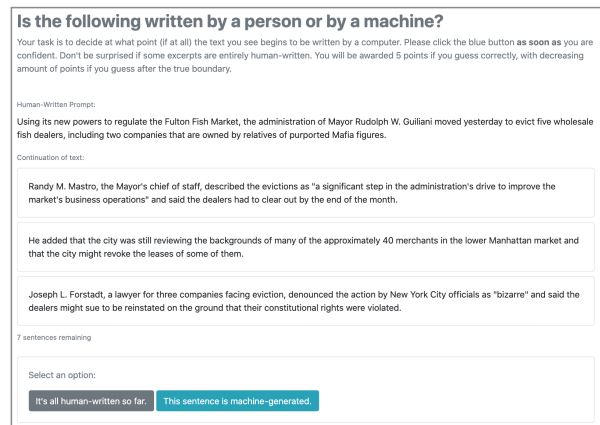 Is the following written by a person or by a machine?
Your task is to decide at what point (if at all) the text you see begins to be written by a computer. Please click the blue button as soon as you are
confident. Don't be surprised if some excerpts are entirely human-written. You will be awarded 5 points if you guess correctly, with decreasing
amount of points if you guess after the true boundary.
Human-Written Prompt:
Using its new powers to regulate the Fulton Fish Market, the administration of Mayor Rudolph W. Guiliani moved yesterday to evict five wholesale
fish dealers, including two companies that are owned by relatives of purported Mafia figures.
Continuation of text:
Randy M. Mastro, the Mayor's chief of staff, described the evictions as "a significant step in the administration's drive to improve the
market's business operations" and said the dealers had to clear out by the end of the month.
He added that the city was still reviewing the backgrounds of many of the approximately 40 merchants in the lower Manhattan market and
that the city might revoke the leases of some of them.
Joseph L. Forstadt, a lawyer for three companies facing eviction, denounced the action by New York City officials as "bizarre" and said the
dealers might sue to be reinstated on the ground that their constitutional rights were violated.
7 sentences remaining
Select an option:
It's all human-written so far. This sentence is machine-generated.